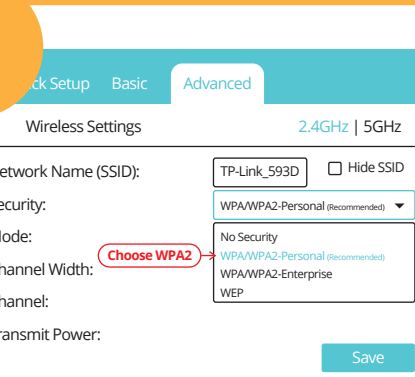 ck Setup Basic Advanced
Wireless Settings 2.4GHz | 5GHz
etwork Name (SSID): TP-Link_593D Hide SSID
ecurity: WPA/WPA2-Personal (Recommended)
ode: No Security
Choose WPA2 WPA/WPA2-Personal (Recommended)
hannel Width: WPA/WPA2-Enterprise
WEP
hannel:
ransmit Power:
Save